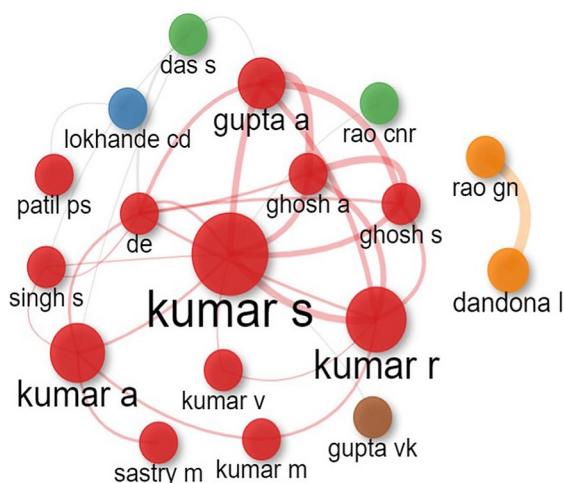 das s
gupta a
lokhande cd
rao cnr
rao gn
patil ps
ghosh a
ghosh s
de
singh s
kumar s
dandona l
kumar r
kumar a
kumar v
gupta vk
sastry m
kumar m